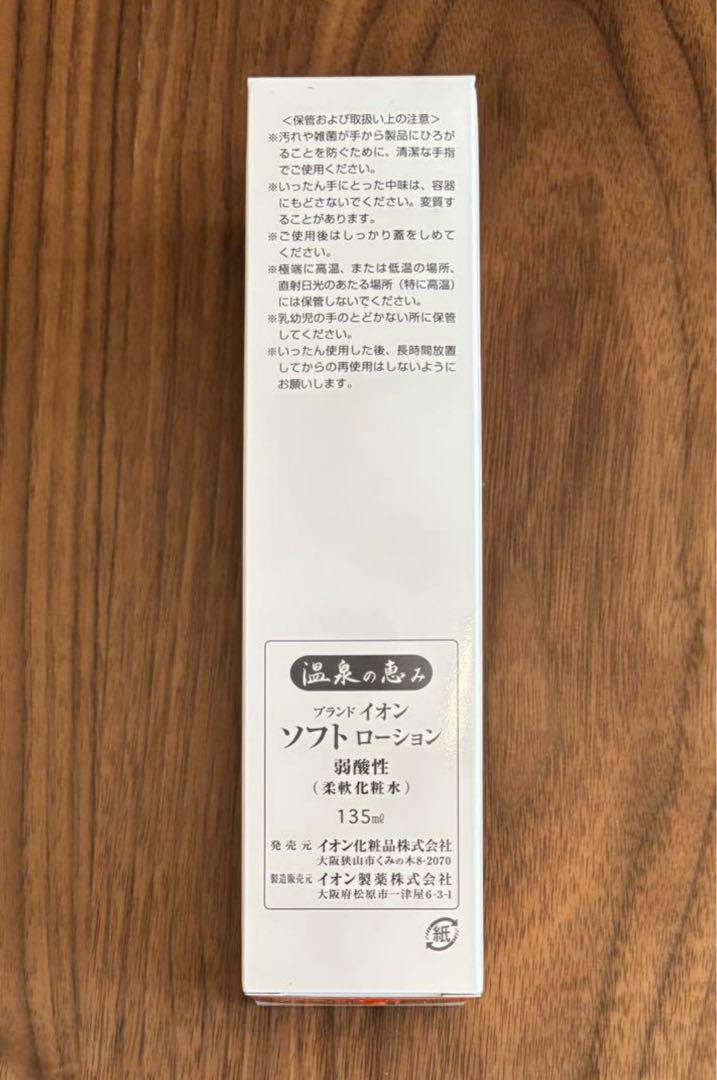 ＜保管および取扱い上の注意＞
※汚れや雑菌が手から製品にひろが
ることを防ぐために、清潔な手指
でご使用ください。
※いったん手にとった中味は、容器
にもどさないでください。変質す
ることがあります。
※ご使用後はしっかり蓋をしめて
ください。
※極端に高温、または低温の場所、
直射日光のあたる場所（特に高温）
には保管しないでください。
※乳幼児の手のとどかない所に保管
してください。
※いったん使用した後、長時間放置
してからの再使用はしないように
お願いします。
温泉の恵み
ブランド イオン
ソフト ローション
弱酸性
（柔軟化粧水）
135㎖
発売元 イオン化粧品株式会社
大阪狭山市くみの木8-2070
製造販売元 イオン製薬株式会社
大阪府松原市一津屋6-3-1
紙